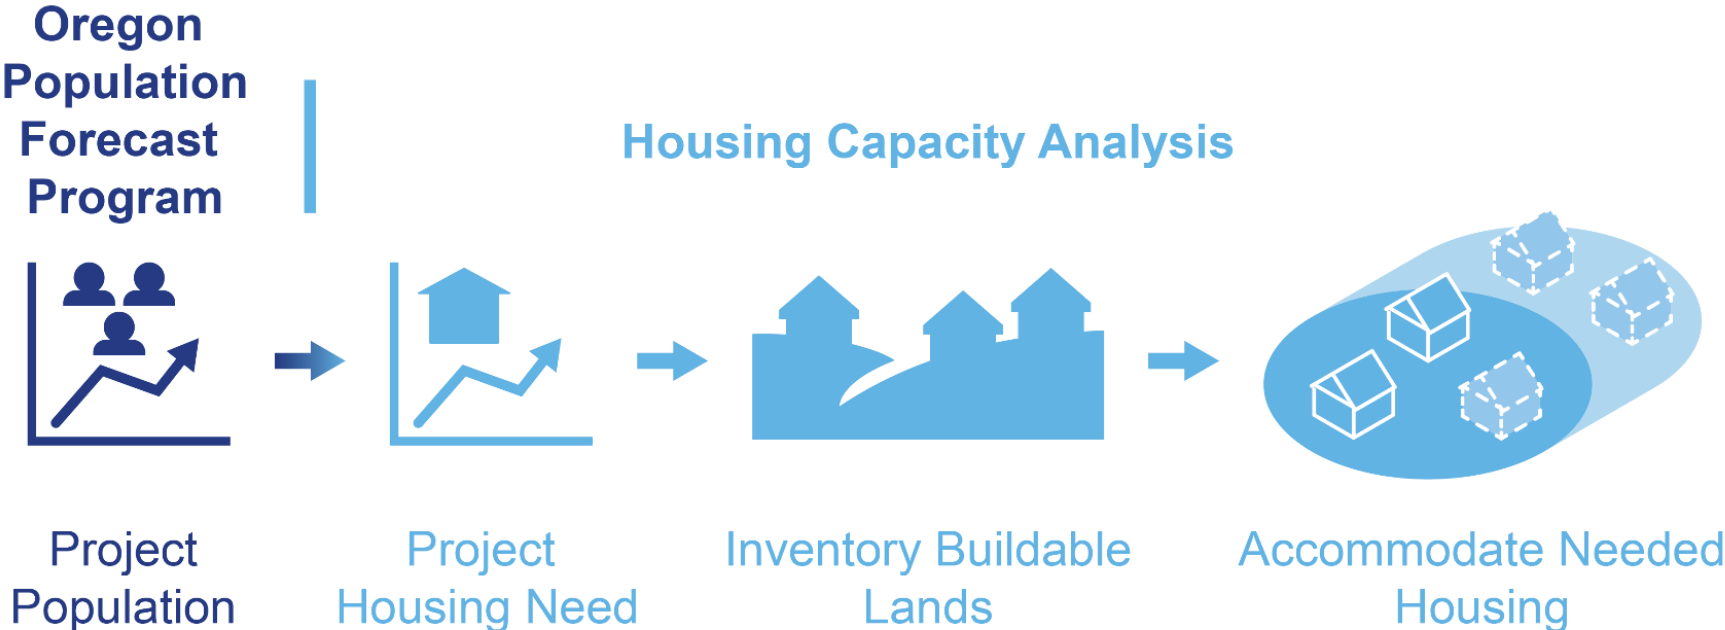 Oregon
Population
Forecast
Program
Housing Capacity Analysis
Project
Population
Project
Housing Need
Inventory Buildable
Lands
Accommodate Needed
Housing